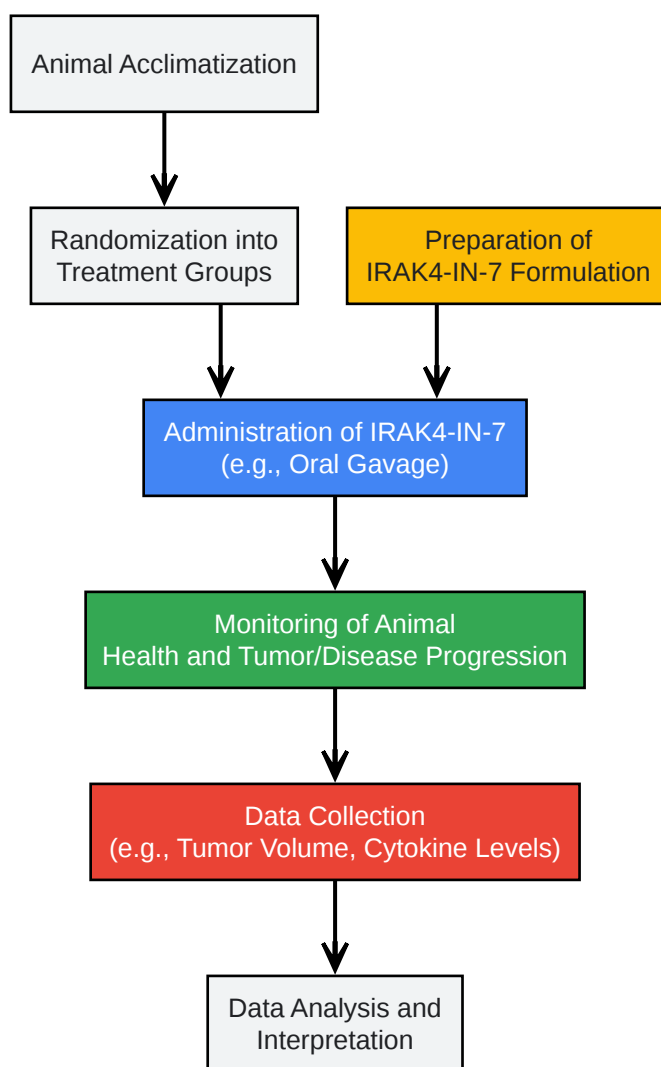 Animal Acclimatization
Randomization into
Treatment Groups
Preparation of
IRAK4-IN-7 Formulation
Administration of IRAK4-IN-7
(e.g., Oral Gavage)
Monitoring of Animal
Health and Tumor/Disease Progression
Data Collection
(e.g., Tumor Volume, Cytokine Levels)
Data Analysis and
Interpretation